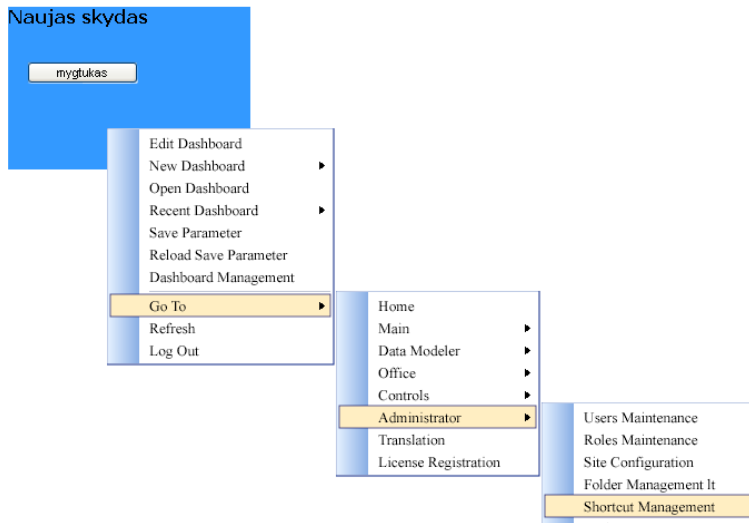 Naujas skydas
mygtukas
Edit Dashboard
New Dashboard
Open Dashboard
Recent Dashboard
Save Parameter
Reload Save Parameter
Dashboard Management
Go To
Refresh
Log Out
Home
Main
Data Modeler
Office
Controls
Administrator
Translation
License Registration
Users Maintenance
Roles Maintenance
Site Configuration
Folder Management lt
Shortcut Management